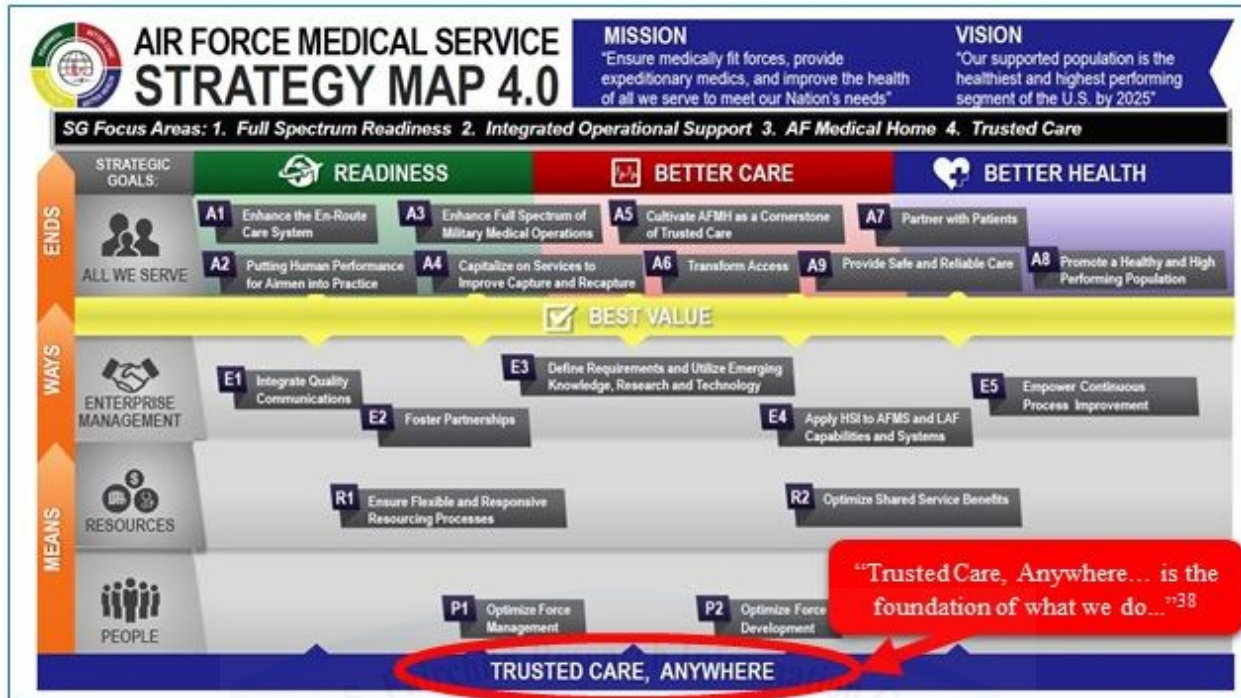 AIR FORCE MEDICAL SERVICE
STRATEGY MAP 4.0
MISSION
"Ensure medically fit forces, provide
expeditionary medics, and improve the health
of all we serve to meet our Nation's needs"
VISION
"Our supported population is the
healthiest and highest performing
segment of the U.S. by 2025"
SG Focus Areas: 1. Full Spectrum Readiness 2. Integrated Operational Support 3. AF Medical Home 4. Trusted Care
STRATEGIC
GOALS:
READINESS
BETTER CARE
BETTER HEALTH
ENDS
ALL WE SERVE
A1 Enhance the En-Route
Care System
A3 Enhance Full Spectrum of
Military Medical Operations
A5 Cultivate AFMH as a Cornerstone
of Trusted Care
A7 Partner with Patients
A2 Putting Human Performance
for Airmen into Practice
A4 Capitalize on Services to
Improve Capture and Recapture
A6 Transform Access
A9 Provide Safe and Reliable Care
A8 Promote a Healthy and High
Performing Population
BEST VALUE
WAYS
ENTERPRISE
MANAGEMENT
E1 Integrate Quality
Communications
E2 Foster Partnerships
E3 Define Requirements and Utilize Emerging
Knowledge, Research and Technology
E4 Apply HSI to AFMS and LAF
Capabilities and Systems
E5 Empower Continuous
Process Improvement
MEANS
RESOURCES
R1 Ensure Flexible and Responsive
Resourcing Processes
R2 Optimize Shared Service Benefits
PEOPLE
P1 Optimize Force
Management
P2 Optimize Force
Development
"Trusted Care, Anywhere… is the
foundation of what we do..."38
TRUSTED CARE, ANYWHERE